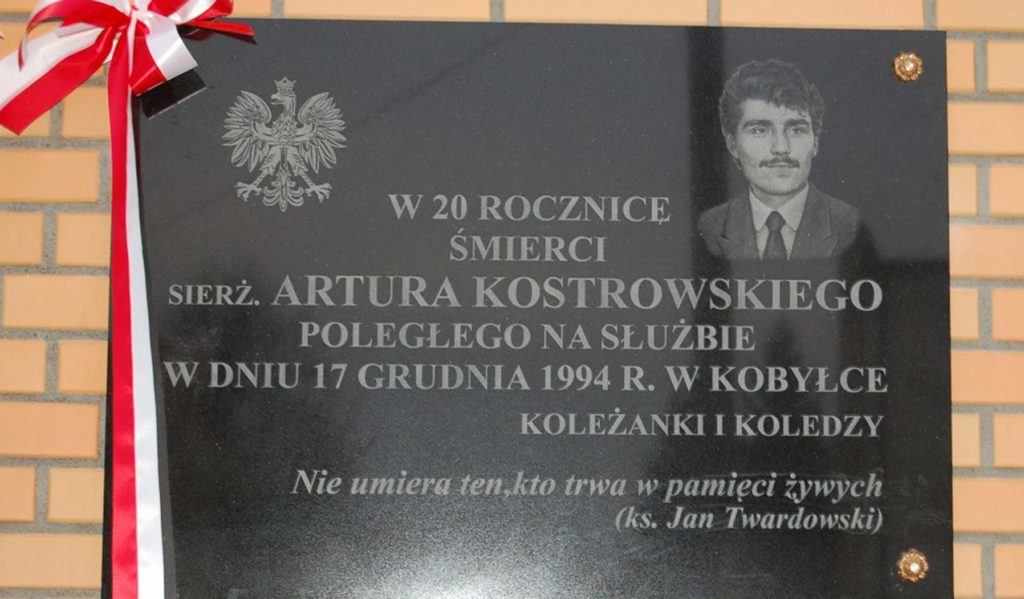 W 20 ROCZNICĘ
ŚMIERCI
SIERŻ. ARTURA KOSTROWSKIEGO
POLEGŁEGO NA SŁUŻBIE
W DNIU 17 GRUDNIA 1994 R. W KOBYŁCE
KOLEŻANKI I KOLEDZY
Nie umiera ten,kto trwa w pamięci żywych
(ks. Jan Twardowski)